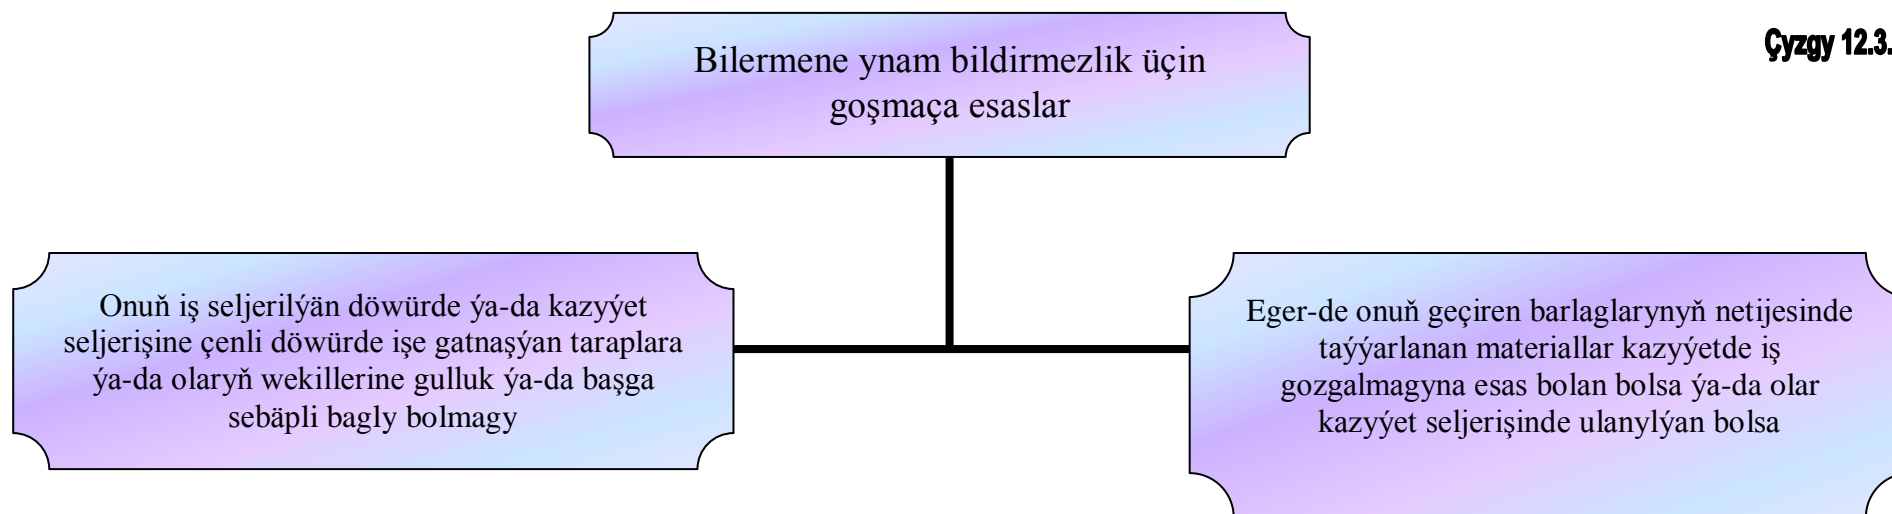 Çyzgy 12.3.
Bilermene ynam bildirmezlik üçin
goşmaça esaslar
Onuň iş seljerilýän döwürde ýa-da kazyýet
seljerişine çenli döwürde işe gatnaşýan taraplara
ýa-da olaryň wekillerine gulluk ýa-da başga
sebäpli bagly bolmagy
Eger-de onuň geçiren barlaglarynyň netijesinde
taýýarlanan materiallar kazyýetde iş
gozgalmagyna esas bolan bolsa ýa-da olar
kazyýet seljerişinde ulanylýan bolsa